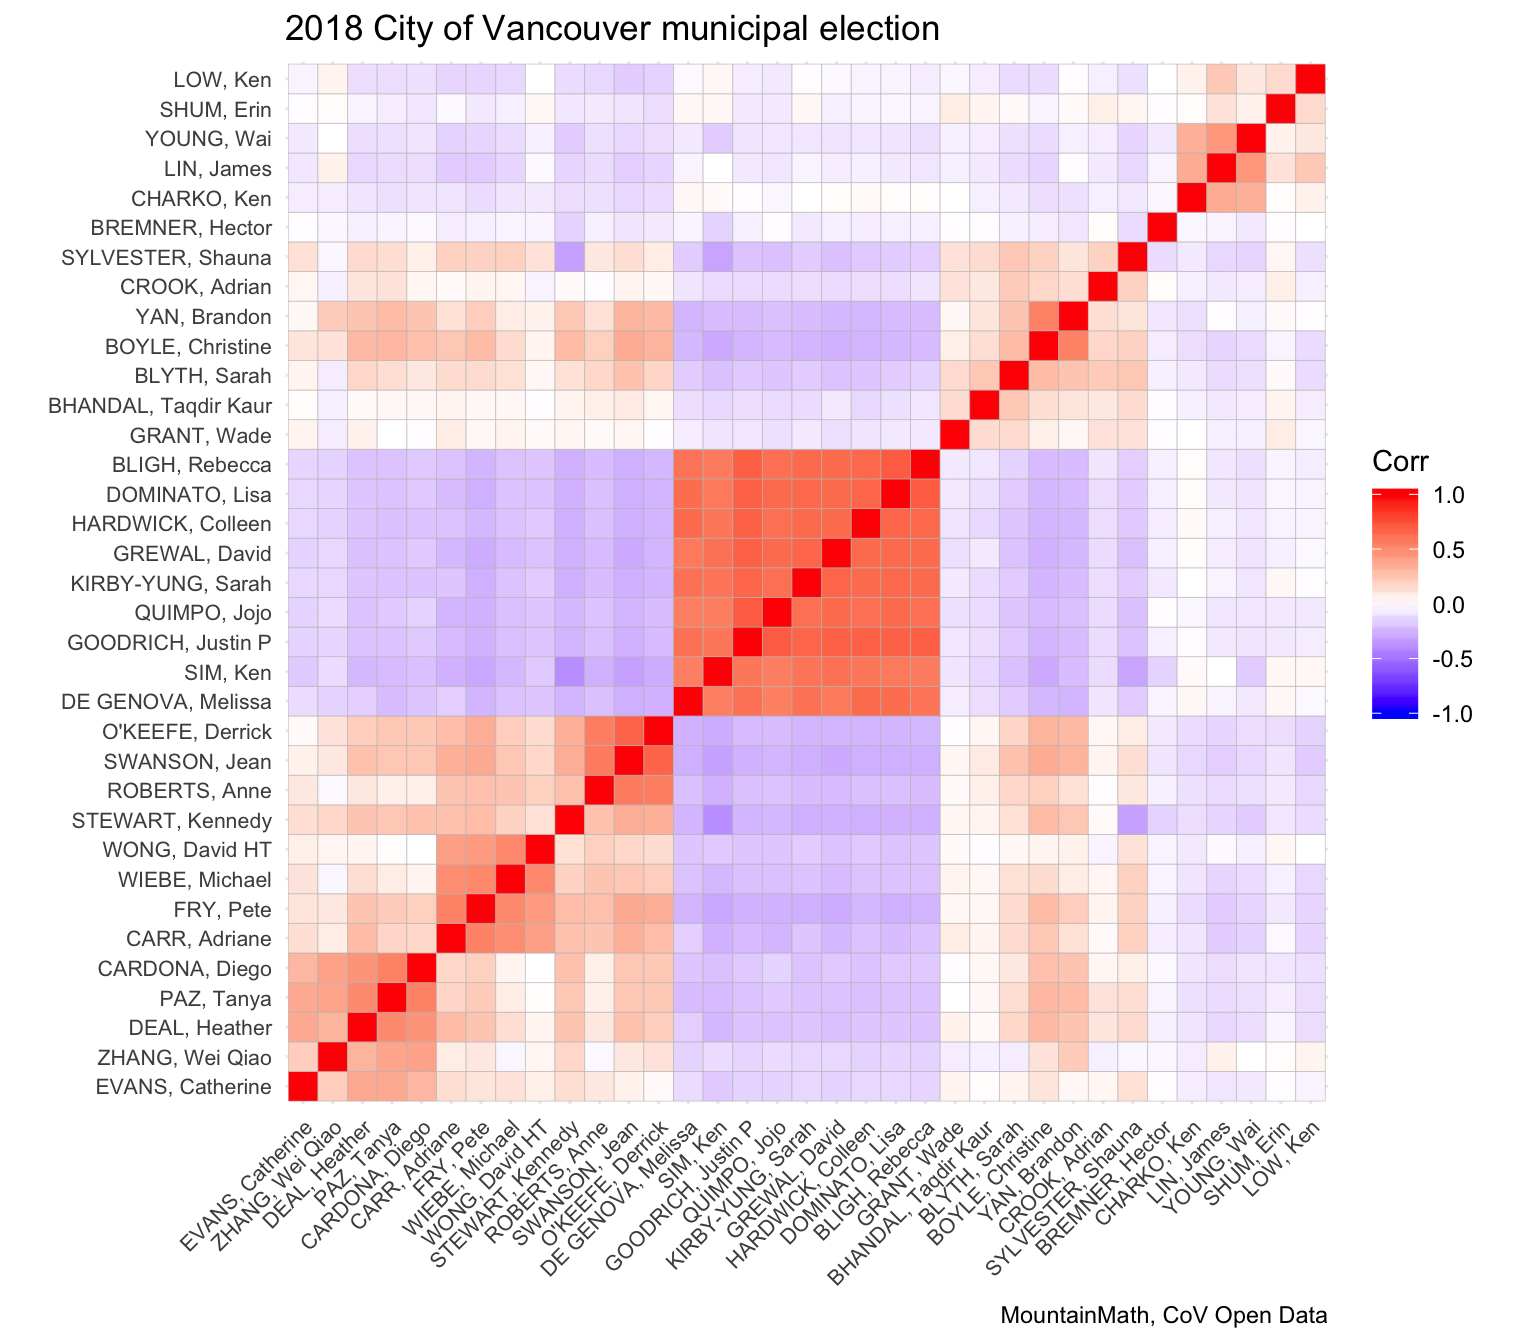 2018 City of Vancouver municipal election
LOW, Ken
SHUM, Erin
YOUNG, Wai
LIN, James
CHARKO, Ken
BREMNER, Hector
SYLVESTER, Shauna
CROOK, Adrian
YAN, Brandon
BOYLE, Christine
BLYTH, Sarah
BHANDAL, Taqdir Kaur
GRANT, Wade
BLIGH, Rebecca
DOMINATO, Lisa
HARDWICK, Colleen
GREWAL, David
KIRBY-YUNG, Sarah
QUIMPO, Jojo
GOODRICH, Justin P
SIM, Ken
DE GENOVA, Melissa
O'KEEFE, Derrick
SWANSON, Jean
ROBERTS, Anne
STEWART, Kennedy
WONG, David HT
WIEBE, Michael
FRY, Pete
CARR, Adriane
CARDONA, Diego
PAZ, Tanya
DEAL, Heather
ZHANG, Wei Qiao
EVANS, Catherine
EVANS, Catherine
ZHANG, Wei Qiao
DEAL, Heather
PAZ, Tanya
CARDONA, Diego
CARR, Adriane
FRY, Pete
WIEBE, Michael
WONG, David HT
STEWART, Kennedy
ROBERTS, Anne
SWANSON, Jean
O'KEEFE, Derrick
DE GENOVA, Melissa
SIM, Ken
GOODRICH, Justin P
QUIMPO, Jojo
KIRBY-YUNG, Sarah
GREWAL, David
HARDWICK, Colleen
DOMINATO, Lisa
BLIGH, Rebecca
GRANT, Wade
BHANDAL, Taqdir Kaur
BLYTH, Sarah
BOYLE, Christine
YAN, Brandon
CROOK, Adrian
SYLVESTER, Shauna
BREMNER, Hector
CHARKO, Ken
LIN, James
YOUNG, Wai
SHUM, Erin
LOW, Ken
Corr
1.0
0.5
0.0
-0.5
-1.0
MountainMath, CoV Open Data